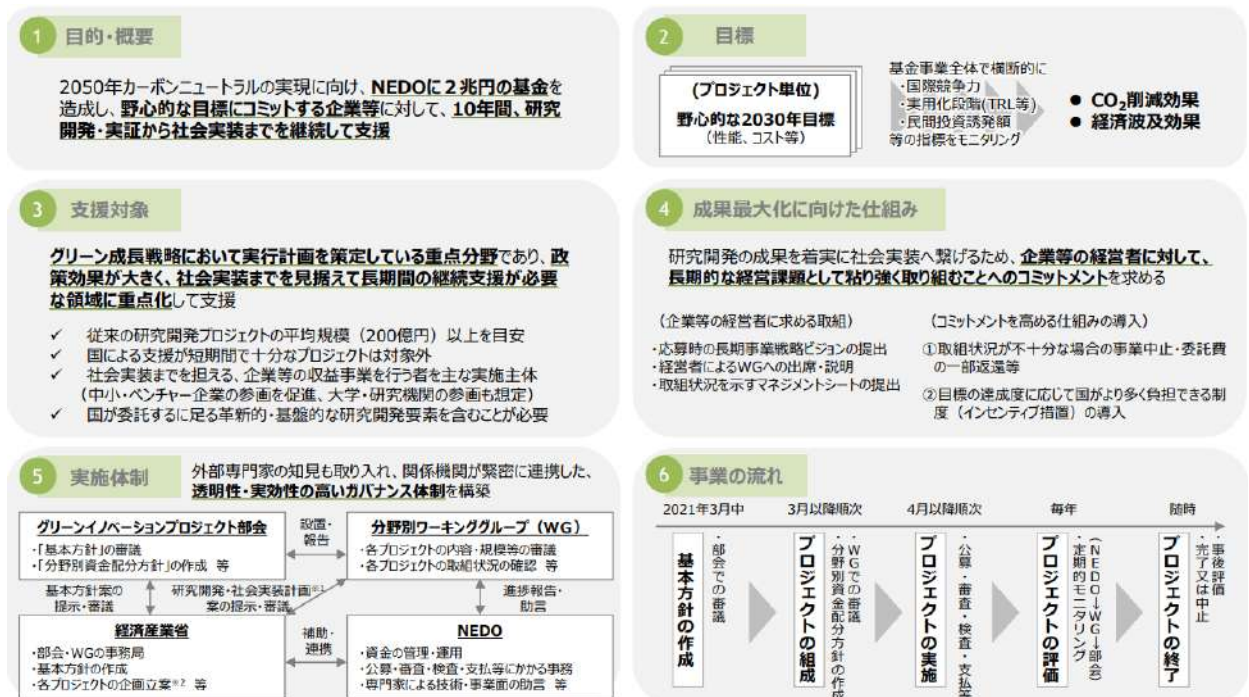 1 目的・概要
2050年カーボンニュートラルの実現に向け、NEDOに2兆円の基金を
造成し、野心的な目標にコミットする企業等に対して、10年間、研究
開発・実証から社会実装までを継続して支援
2 目標
(プロジェクト単位)
野心的な2030年目標
(性能、コスト等)
基金事業全体で横断的に
・国際競争力
・実用化段階(TRL等)
・民間投資誘発額
等の指標をモニタリング
● CO₂削減効果
● 経済波及効果
3 支援対象
グリーン成長戦略において実行計画を策定している重点分野であり、政
策効果が大きく、社会実装までを見据えて長期間の継続支援が必要
な領域に重点化して支援
✓ 従来の研究開発プロジェクトの平均規模（200億円）以上を目安
✓ 国による支援が短期間で十分なプロジェクトは対象外
✓ 社会実装までを担える、企業等の収益事業を行う者を主な実施主体
（中小・ベンチャー企業の参画を促進、大学・研究機関の参画も想定）
✓ 国が委託するに足る革新的・基盤的な研究開発要素を含むことが必要
4 成果最大化に向けた仕組み
研究開発の成果を着実に社会実装へ繋げるため、企業等の経営者に対して、
長期的な経営課題として粘り強く取り組むことへのコミットメントを求める
（企業等の経営者に求める取組）
・応募時の長期事業戦略ビジョンの提出
・経営者によるWGへの出席・説明
・取組状況を示すマネジメントシートの提出
（コミットメントを高める仕組みの導入）
①取組状況が不十分な場合の事業中止・委託費
の一部返還等
②目標の達成度に応じて国がより多く負担できる制
度（インセンティブ措置）の導入
5 実施体制
外部専門家の知見も取り入れ、関係機関が緊密に連携した、
透明性・実効性の高いガバナンス体制を構築
グリーンイノベーションプロジェクト部会
・「基本方針」の審議
・「分野別資金配分方針」の作成 等
設置・
報告
分野別ワーキンググループ（WG）
・各プロジェクトの内容・規模等の審議
・各プロジェクトの取組状況の確認 等
基本方針案の
提示・審議
研究開発・社会実装計画※1
案の提示・審議
進捗報告・
助言
経済産業省
・部会・WGの事務局
・基本方針の作成
・各プロジェクトの企画立案※2 等
補助・
連携
NEDO
・資金の管理・運用
・公募・審査・検査・支払等にかかる事務
・専門家による技術・事業面の助言 等
6 事業の流れ
2021年3月中
3月以降順次
4月以降順次
毎年
随時
基本方針の作成
・部会での審議
プロジェクトの組成
・WGでの審議
・分野別資金配分方針の作成
プロジェクトの実施
・公募・審査・検査・支払等
プロジェクトの評価
（NEDO→WG→部会）
・定期的モニタリング
プロジェクトの終了
・事後評価
・完了又は中止